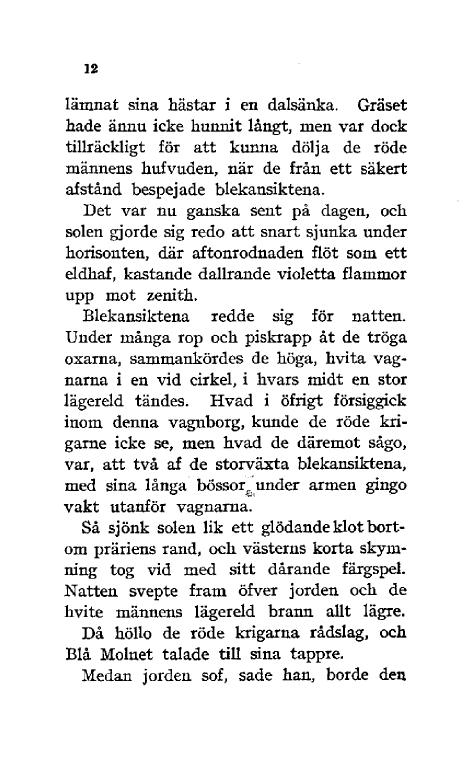 12
lämnat sina hästar i en dalsänka. Gräset
hade ännu icke hunnit långt, men var dock
tillräckligt för att kunna dölja de röde
männens hufvuden, när de från ett säkert
afstånd bespejade blekansiktena.
Det var nu ganska sent på dagen, och
solen gjorde sig redo att snart sjunka under
horisonten, där aftonrodnaden flöt som ett
eldhaf, kastande dallrande violetta flammor
upp mot zenith.
Blekansiktena redde sig för natten.
Under många rop och piskrapp åt de tröga
oxarna, sammankördes de höga, hvita vag-
narna i en vid cirkel, i hvars midt en stor
lägereld tändes. Hvad i öfrigt försiggick
inom denna vagnborg, kunde de röde kri-
garne icke se, men hvad de däremot sågo,
var, att två af de storväxta blekansiktena,
med sina långa bössor under armen gingo
vakt utanför vagnarna.
Så sjönk solen lik ett glödande klot bort-
om präriens rand, och västerns korta skym-
ning tog vid med sitt dårande färgspel.
Natten svepte fram öfver jorden och de
hvite männens lägereld brann allt lägre.
Då höllo de röde krigarna rådslag, och
Blå Molnet talade till sina tappre.
Medan jorden sof, sade han, borde den